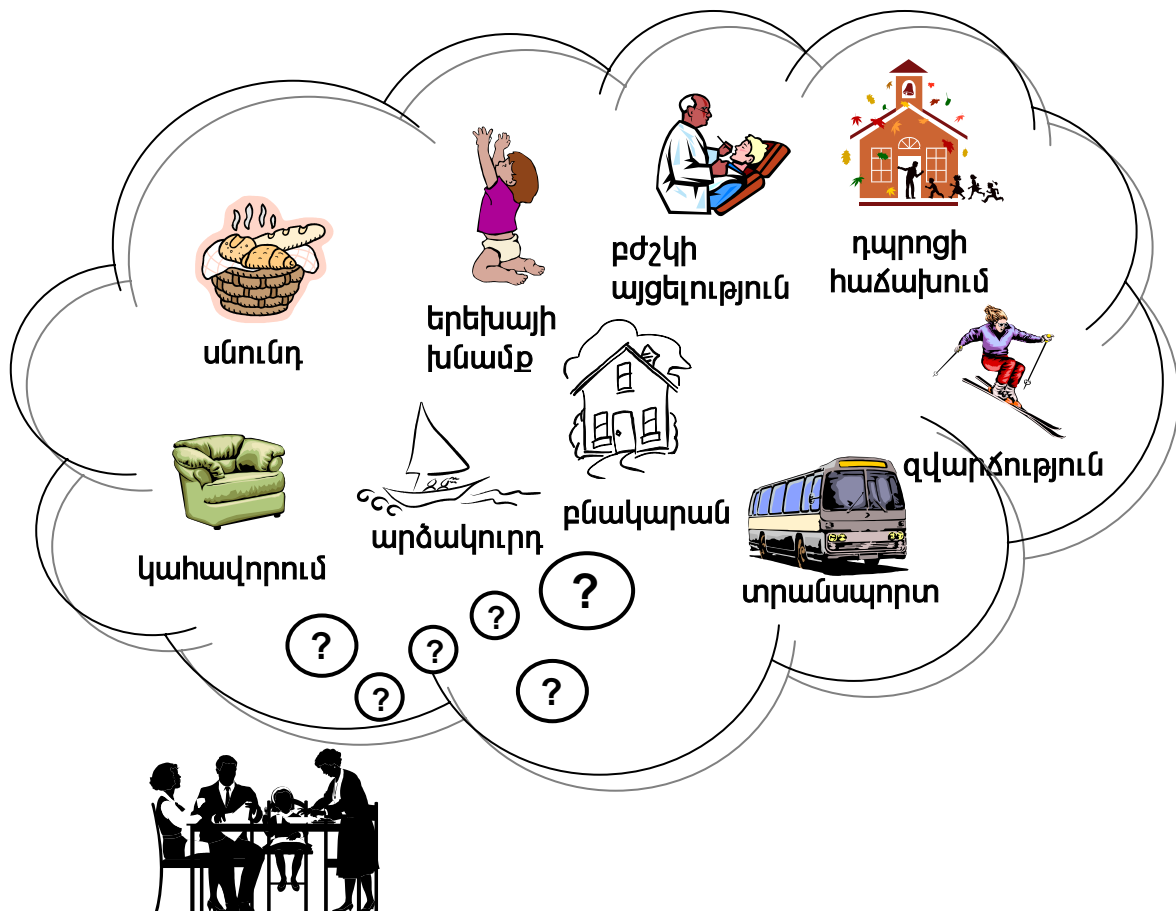 բժշկի
այցելություն
դպրոցի
հաճախում
սնունդ
երեխայի
խնամք
զվարճություն
կահավորում
արձակուրդ
բնակարան
տրանսպորտ
?
?
?
?
?
?